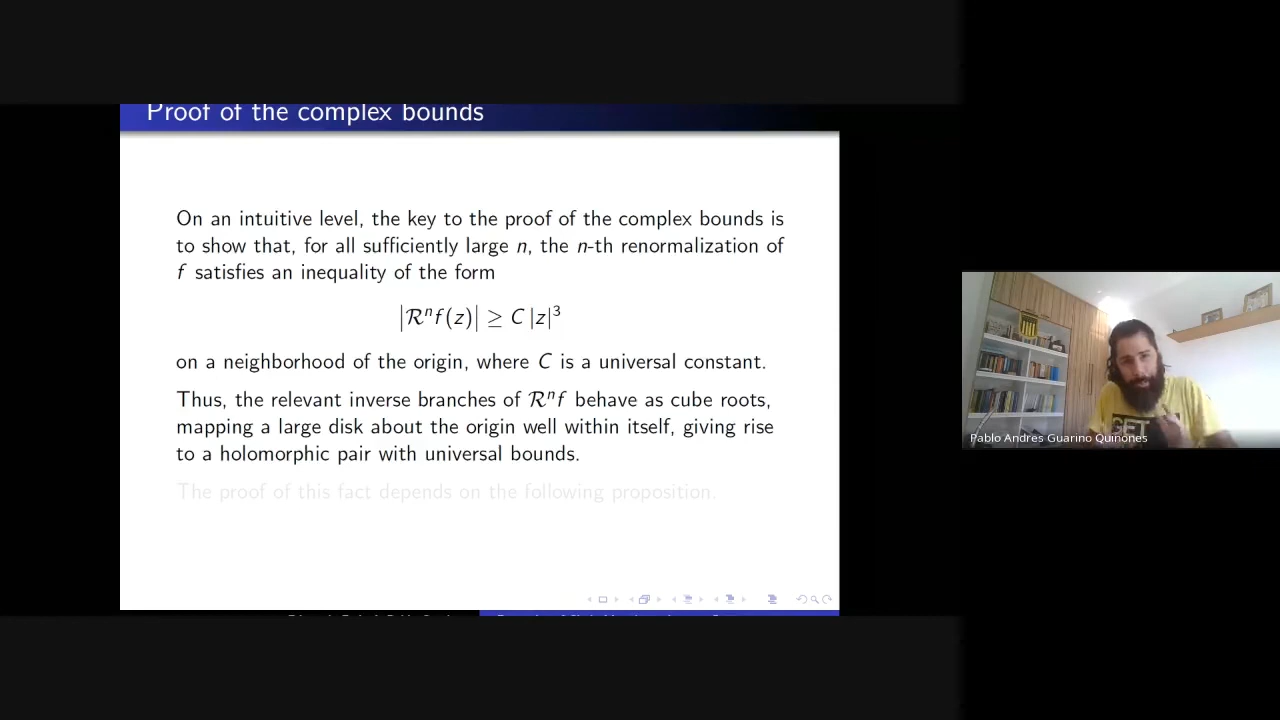 Proof of the complex bounds
On an intuitive level, the key to the proof of the complex bounds is
to show that, for all sufficiently large n, the n-th renormalization of
f satisfies an inequality of the form
|ℛⁿf(z)| ≥ C |z|³
on a neighborhood of the origin, where C is a universal constant.
Thus, the relevant inverse branches of ℛⁿf behave as cube roots,
mapping a large disk about the origin well within itself, giving rise
to a holomorphic pair with universal bounds.
The proof of this fact depends on the following proposition.
GET
Pablo Andres Guarino Quinones